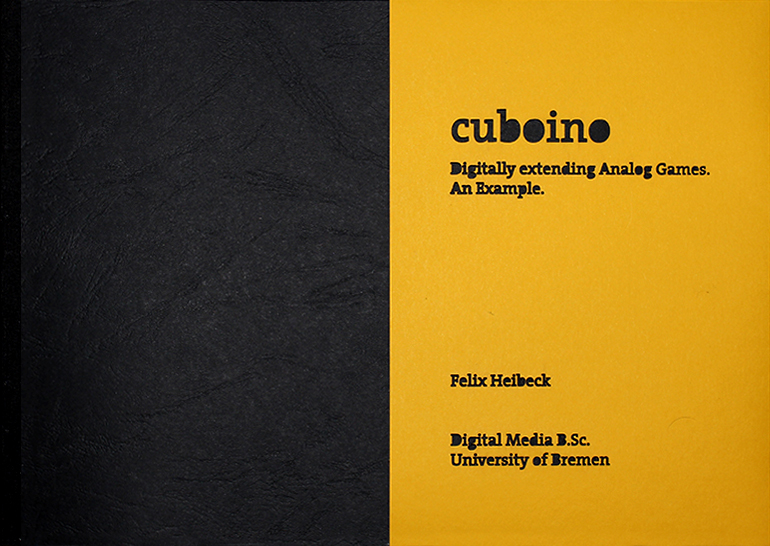 cuboino
Digitally extending Analog Games.
An Example.
Felix Heibeck
Digital Media B.Sc.
University of Bremen